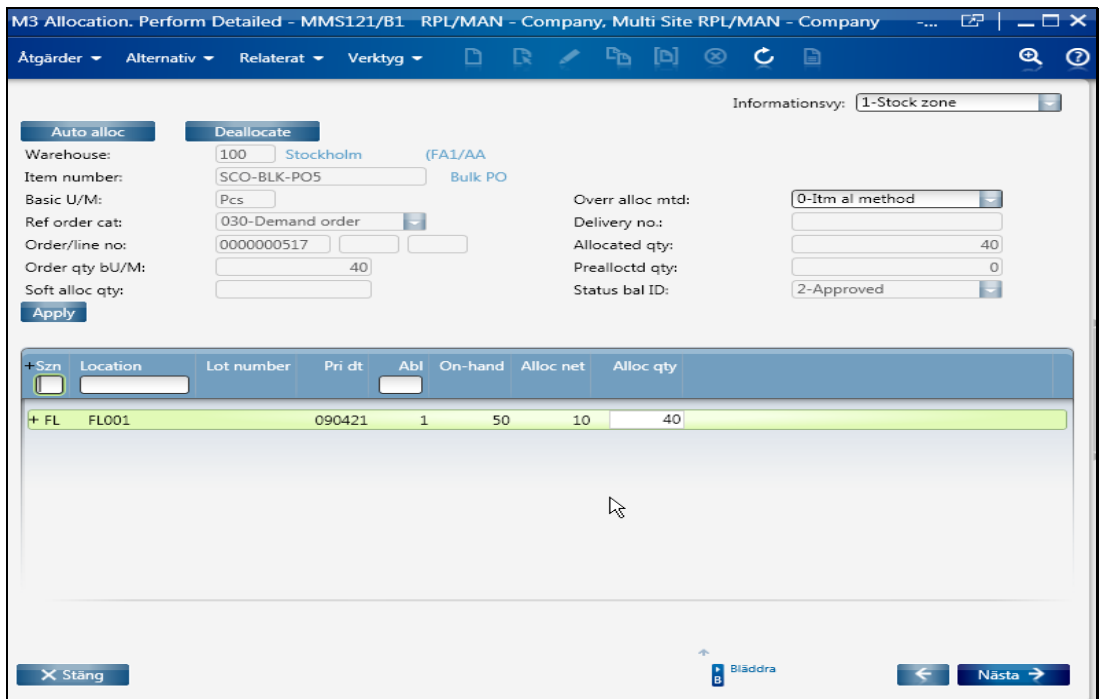 M3 Allocation. Perform Detailed - MMS121/B1 RPL/MAN - Company, Multi Site RPL/MAN - Company -...
Åtgärder Alternativ Relaterat Verktyg
Informationsvy: 1-Stock zone
Auto alloc Deallocate
Warehouse: 100 Stockholm (FA1/AA
Item number: SCO-BLK-PO5 Bulk PO
Basic U/M: Pcs Overr alloc mtd: 0-Itm al method
Ref order cat: 030-Demand order Delivery no.:
Order/line no: 0000000517 Allocated qty: 40
Order qty bU/M: 40 Prealloctd qty: 0
Soft alloc qty: Status bal ID: 2-Approved
Apply
+Szn Location Lot number Pri dt Abl On-hand Alloc net Alloc qty
+ FL FL001 090421 1 50 10 40
B Bläddra
X Stäng Nästa